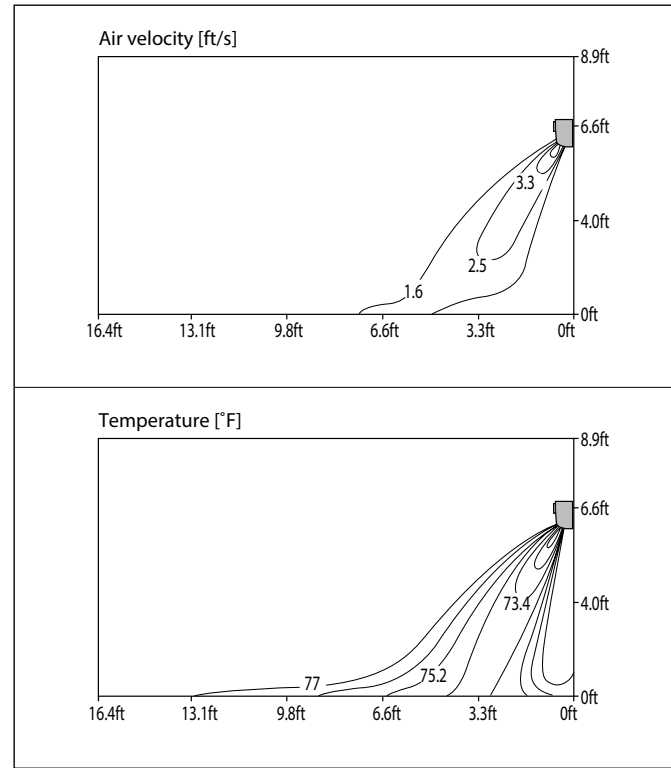 Air velocity [ft/s]
8.9ft
6.6ft
3.3
4.0ft
2.5
1.6
0ft
16.4ft 13.1ft 9.8ft 6.6ft 3.3ft 0ft
Temperature [˚F]
8.9ft
6.6ft
73.4
4.0ft
75.2
77
0ft
16.4ft 13.1ft 9.8ft 6.6ft 3.3ft 0ft